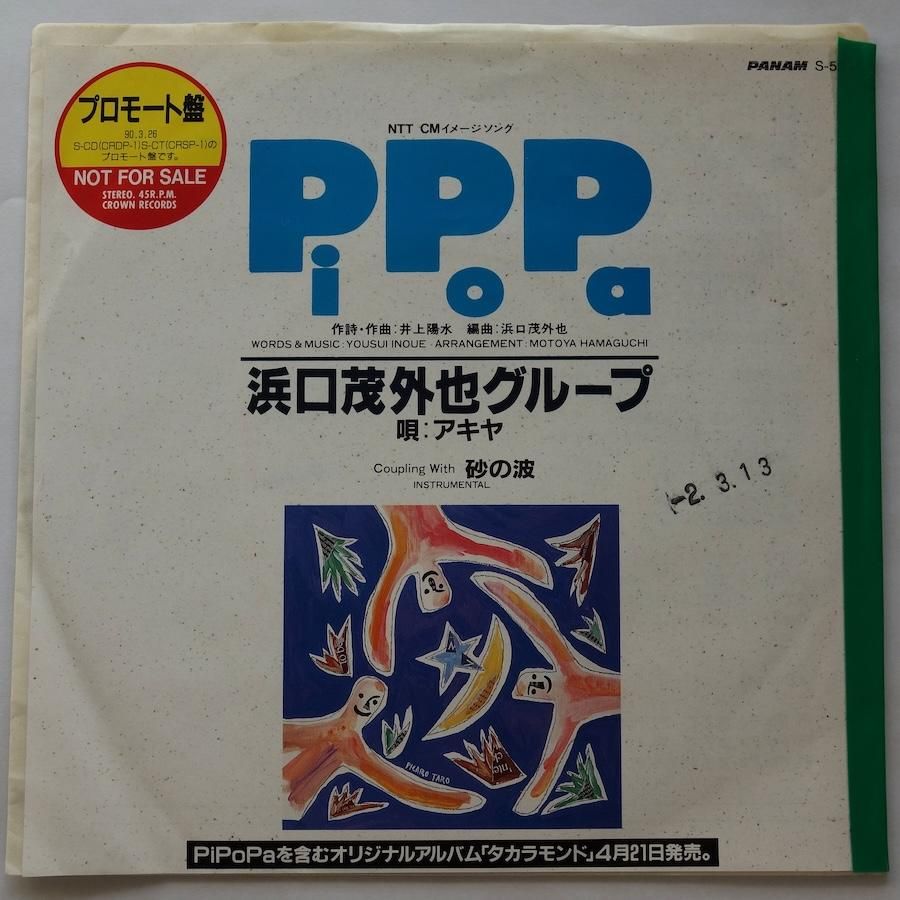 PANAM S-5
プロモート盤
90.3.26
S-CD(CRDP-1)S-CT(CRSP-1)の
プロモート盤です。
NOT FOR SALE
STEREO. 45R.P.M.
CROWN RECORDS
NTT CMイメージソング
PiPoPa
作詩・作曲:井上陽水 編曲:浜口茂外也
WORDS & MUSIC:YOUSUI INOUE・ARRANGEMENT:MOTOYA HAMAGUCHI
浜口茂外也グループ
唄:アキヤ
Coupling With 砂の波
INSTRUMENTAL
-2. 3.13
PICARO TARO
PiPoPaを含むオリジナルアルバム「タカラモンド」4月21日発売。